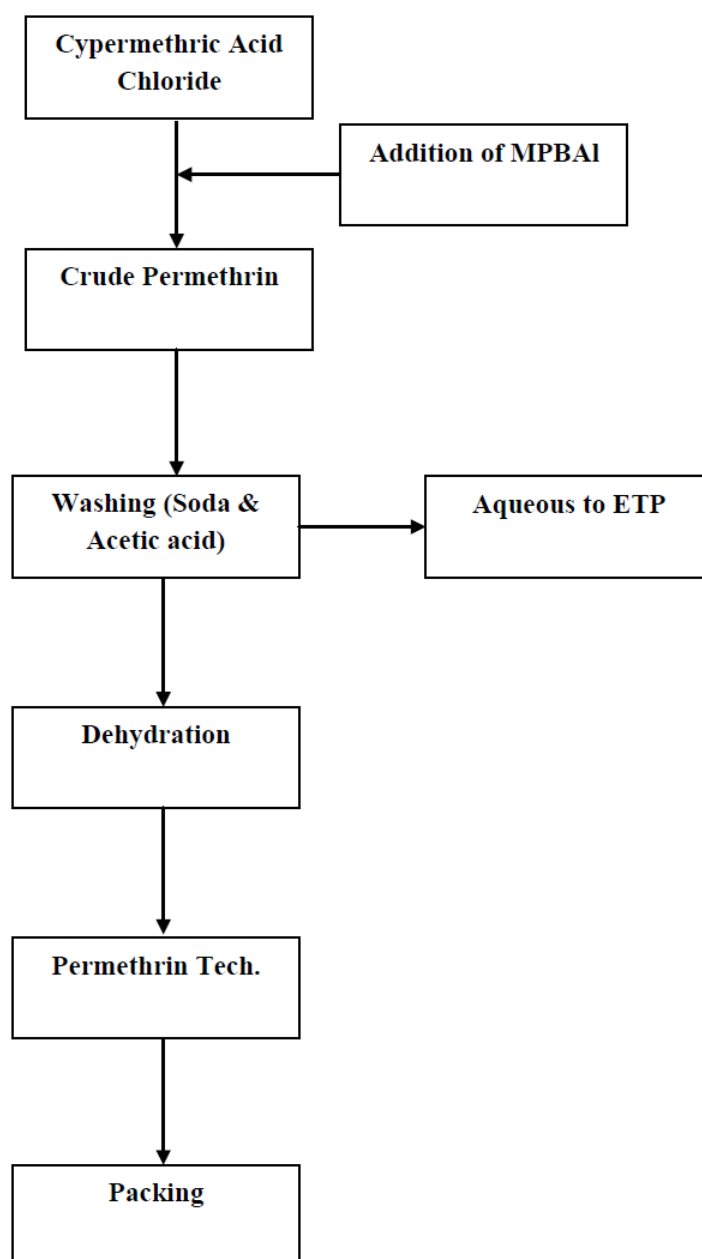 Cypermethric Acid
Chloride
Addition of MPBAl
Crude Permethrin
Washing (Soda &
Acetic acid)
Aqueous to ETP
Dehydration
Permethrin Tech.
Packing